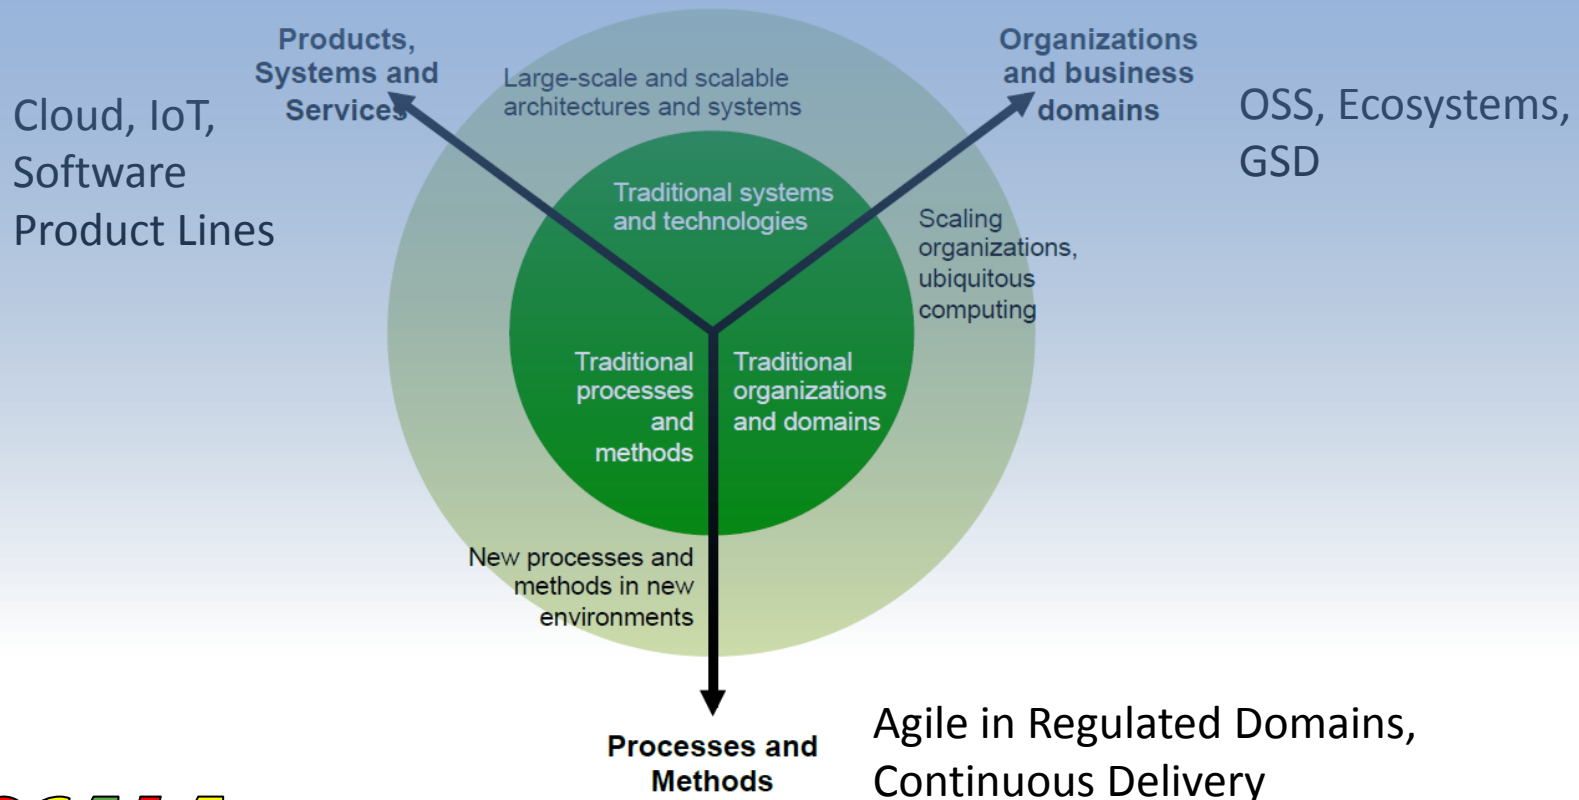 Products,
Systems and
Services
Large-scale and scalable
architectures and systems
Organizations
and business
domains
Cloud, IoT,
Software
Product Lines
OSS, Ecosystems,
GSD
Traditional systems
and technologies
Scaling
organizations,
ubiquitous
computing
Traditional
processes
and
methods
Traditional
organizations
and domains
New processes and
methods in new
environments
Processes and
Methods
Agile in Regulated Domains,
Continuous Delivery